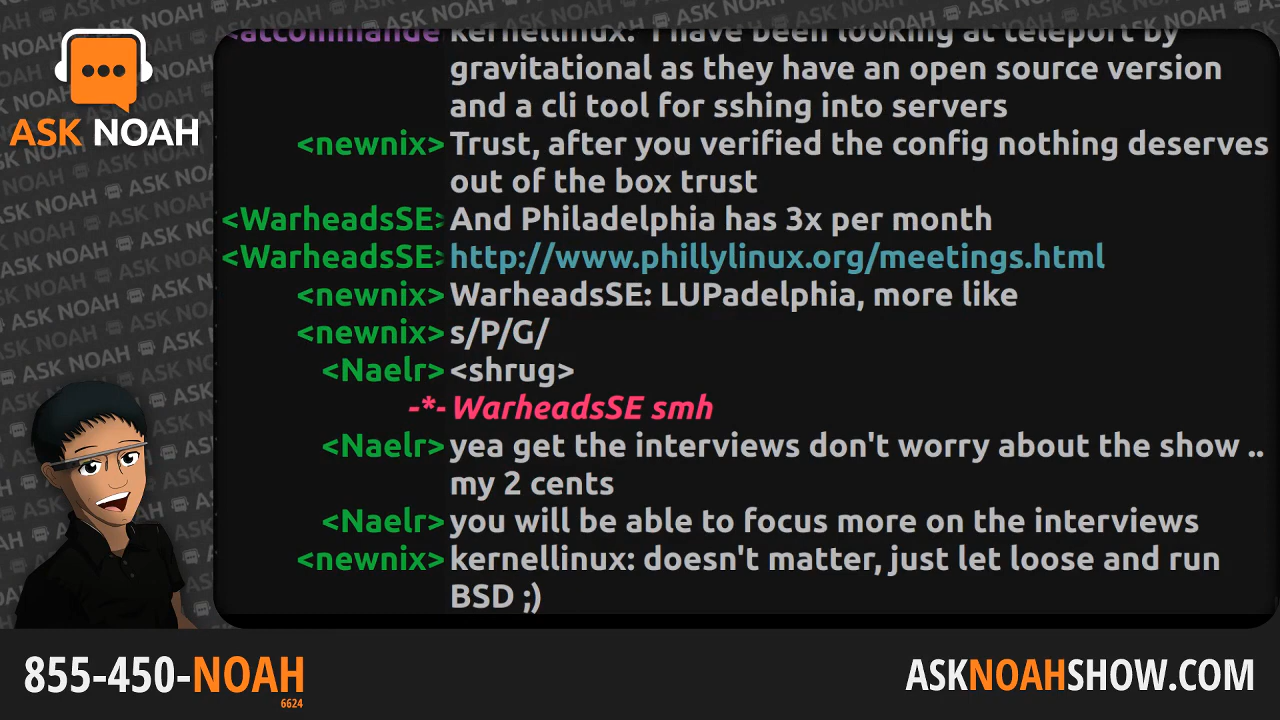 ASK NOAH
<atcommande kernellinux: I have been looking at teleport by
gravitational as they have an open source version
and a cli tool for sshing into servers
<newnix> Trust, after you verified the config nothing deserves
out of the box trust
<WarheadsSE> And Philadelphia has 3x per month
<WarheadsSE> http://www.phillylinux.org/meetings.html
<newnix> WarheadsSE: LUPadelphia, more like
<newnix> s/P/G/
<Naelr> <shrug>
-*- WarheadsSE smh
<Naelr> yea get the interviews don't worry about the show ..
my 2 cents
<Naelr> you will be able to focus more on the interviews
<newnix> kernellinux: doesn't matter, just let loose and run
BSD ;)
855-450-NOAH
6624
ASKNOAHSHOW.COM